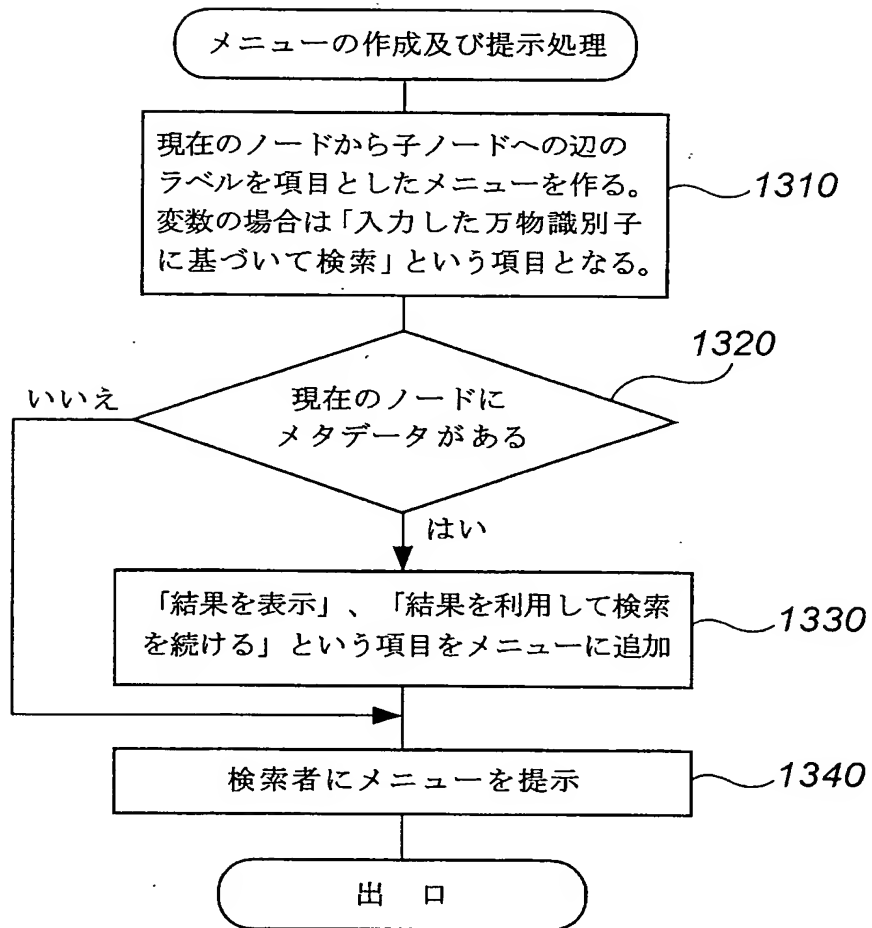 メニューの作成及び提示処理
現在のノードから子ノードへの辺の
ラベルを項目としたメニューを作る。
変数の場合は「入力した万物識別子
に基づいて検索」という項目となる。
1310
1320
いいえ
現在のノードに
メタデータがある
はい
「結果を表示」、「結果を利用して検索
を続ける」という項目をメニューに追加
1330
検索者にメニューを提示
1340
出 口